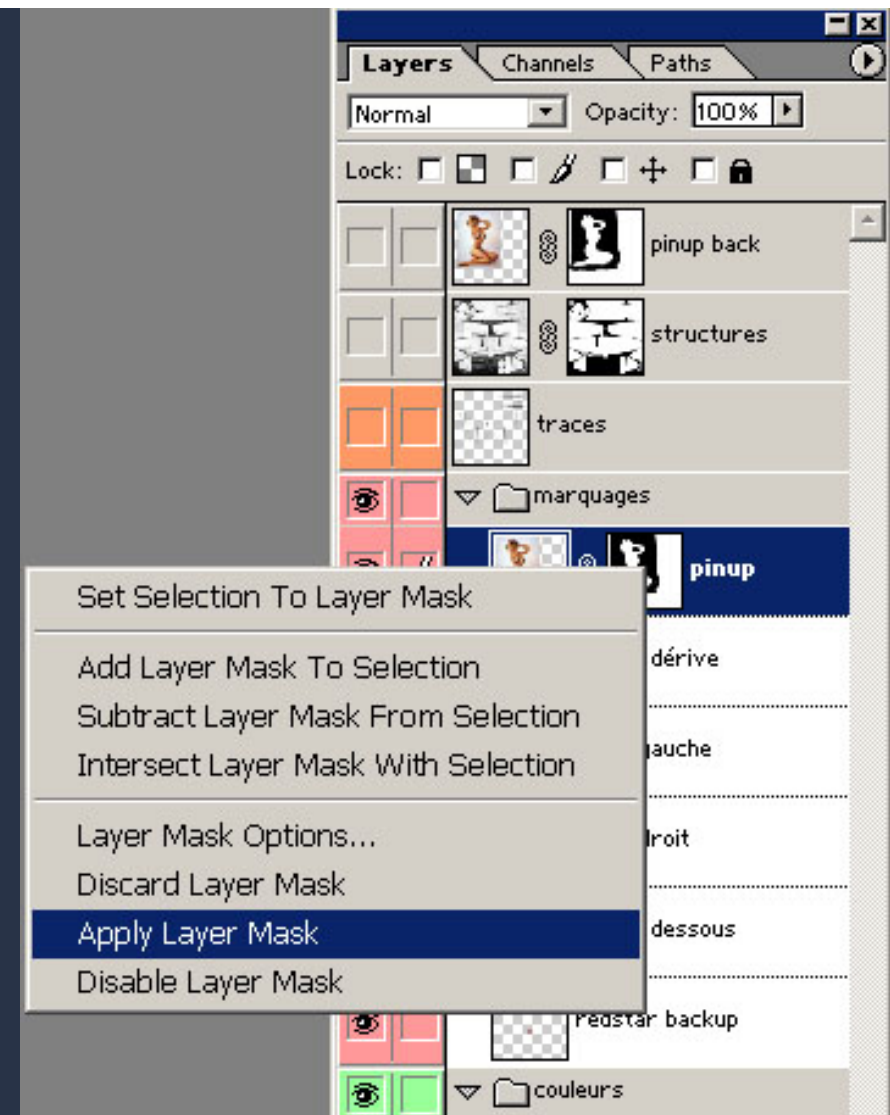 Layers Channels Paths
Normal Opacity: 100%
Lock:
pinup back
structures
traces
marquages
pinup
Set Selection To Layer Mask
Add Layer Mask To Selection
Subtract Layer Mask From Selection
Intersect Layer Mask With Selection
Layer Mask Options...
Discard Layer Mask
Apply Layer Mask
Disable Layer Mask
dérive
dessous
redstar backup
couleurs